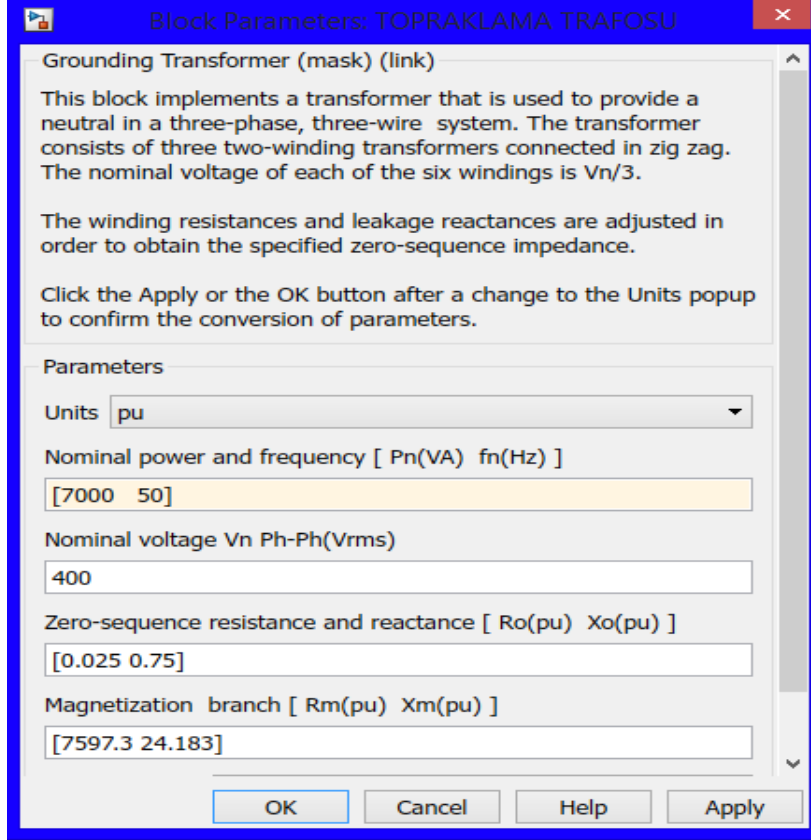 Block Parameters: TOPRAKLAMA TRAFOSU
Grounding Transformer (mask) (link)
This block implements a transformer that is used to provide a
neutral in a three-phase, three-wire system. The transformer
consists of three two-winding transformers connected in zig zag.
The nominal voltage of each of the six windings is Vn/3.
The winding resistances and leakage reactances are adjusted in
order to obtain the specified zero-sequence impedance.
Click the Apply or the OK button after a change to the Units popup
to confirm the conversion of parameters.
Parameters
Units pu
Nominal power and frequency [ Pn(VA) fn(Hz) ]
[7000 50]
Nominal voltage Vn Ph-Ph(Vrms)
400
Zero-sequence resistance and reactance [ Ro(pu) Xo(pu) ]
[0.025 0.75]
Magnetization branch [ Rm(pu) Xm(pu) ]
[7597.3 24.183]
OK Cancel Help Apply